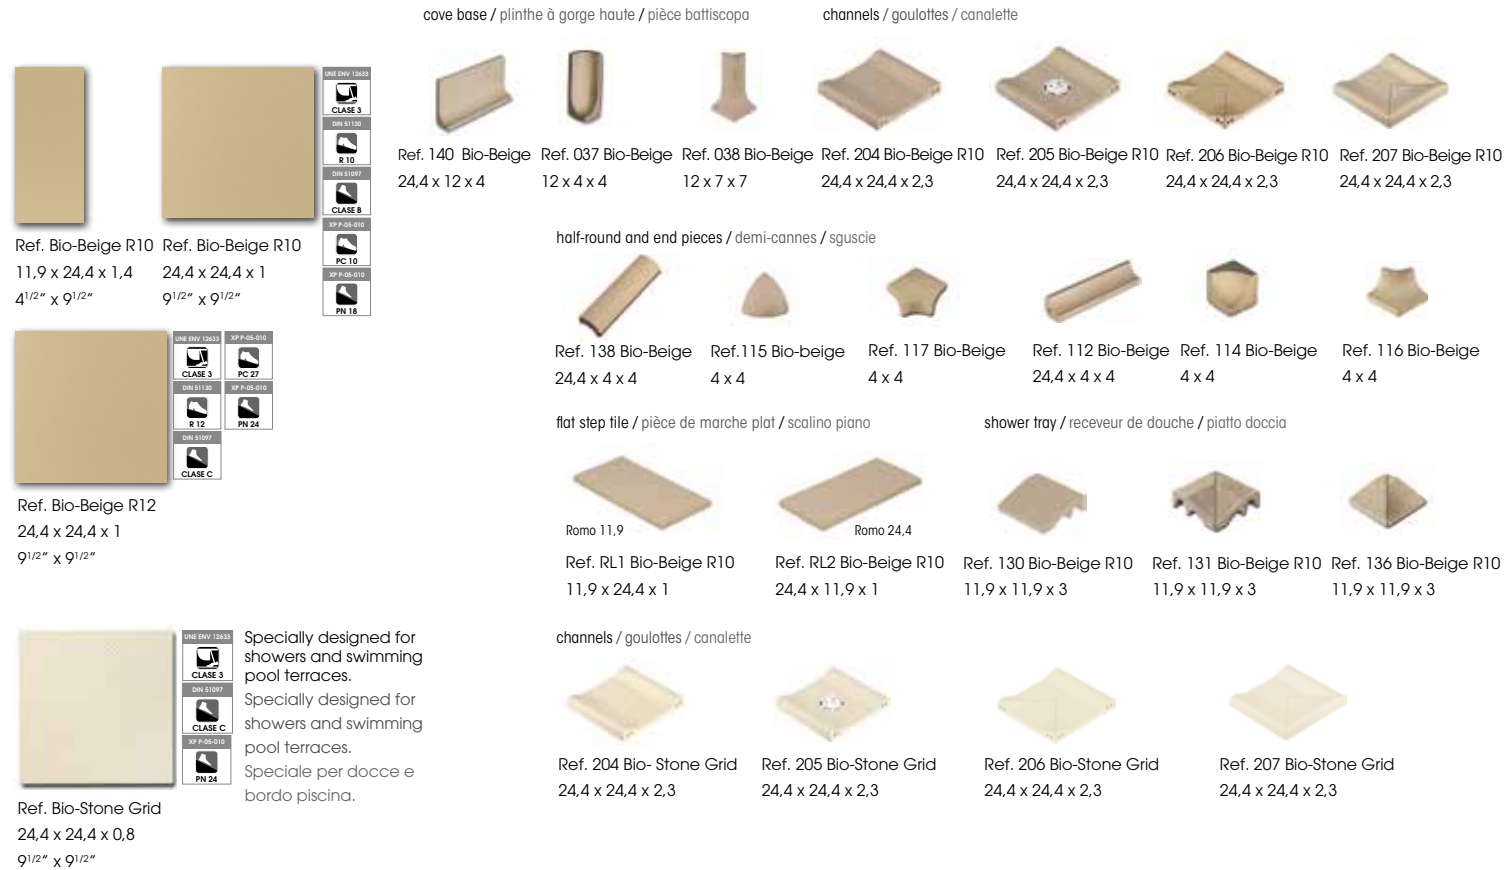 cove base / plinthe à gorge haute / pièce battiscopa
channels / goulottes / canalette
Ref. 140 Bio-Beige
24,4 x 12 x 4
Ref. 037 Bio-Beige
12 x 4 x 4
Ref. 038 Bio-Beige
12 x 7 x 7
Ref. 204 Bio-Beige R10
24,4 x 24,4 x 2,3
Ref. 205 Bio-Beige R10
24,4 x 24,4 x 2,3
Ref. 206 Bio-Beige R10
24,4 x 24,4 x 2,3
Ref. 207 Bio-Beige R10
24,4 x 24,4 x 2,3
Ref. Bio-Beige R10
11,9 x 24,4 x 1,4
4 1/2” x 9 1/2”
Ref. Bio-Beige R10
24,4 x 24,4 x 1
9 1/2” x 9 1/2”
UNE ENV 12633
CLASE 3
DIN 51130
R 10
DIN 51097
CLASE B
XP P-05-010
PC 10
XP P-05-010
PN 18
half-round and end pieces / demi-cannes / sguscie
Ref. 138 Bio-Beige
24,4 x 4 x 4
Ref.115 Bio-beige
4 x 4
Ref. 117 Bio-Beige
4 x 4
Ref. 112 Bio-Beige
24,4 x 4 x 4
Ref. 114 Bio-Beige
4 x 4
Ref. 116 Bio-Beige
4 x 4
UNE ENV 12633
CLASE 3
DIN 51130
R 12
DIN 51097
CLASE C
XP P-05-010
PC 27
XP P-05-010
PN 24
Ref. Bio-Beige R12
24,4 x 24,4 x 1
9 1/2” x 9 1/2”
flat step tile / pièce de marche plat / scalino piano
shower tray / receveur de douche / piatto doccia
Romo 11,9
Ref. RL1 Bio-Beige R10
11,9 x 24,4 x 1
Romo 24,4
Ref. RL2 Bio-Beige R10
24,4 x 11,9 x 1
Ref. 130 Bio-Beige R10
11,9 x 11,9 x 3
Ref. 131 Bio-Beige R10
11,9 x 11,9 x 3
Ref. 136 Bio-Beige R10
11,9 x 11,9 x 3
UNE ENV 12633
CLASE 3
DIN 51097
CLASE C
XP P-05-010
PN 24
Specially designed for
showers and swimming
pool terraces.
Specially designed for
showers and swimming
pool terraces.
Speciale per docce e
bordo piscina.
Ref. Bio-Stone Grid
24,4 x 24,4 x 0,8
9 1/2” x 9 1/2”
channels / goulottes / canalette
Ref. 204 Bio- Stone Grid
24,4 x 24,4 x 2,3
Ref. 205 Bio-Stone Grid
24,4 x 24,4 x 2,3
Ref. 206 Bio-Stone Grid
24,4 x 24,4 x 2,3
Ref. 207 Bio-Stone Grid
24,4 x 24,4 x 2,3